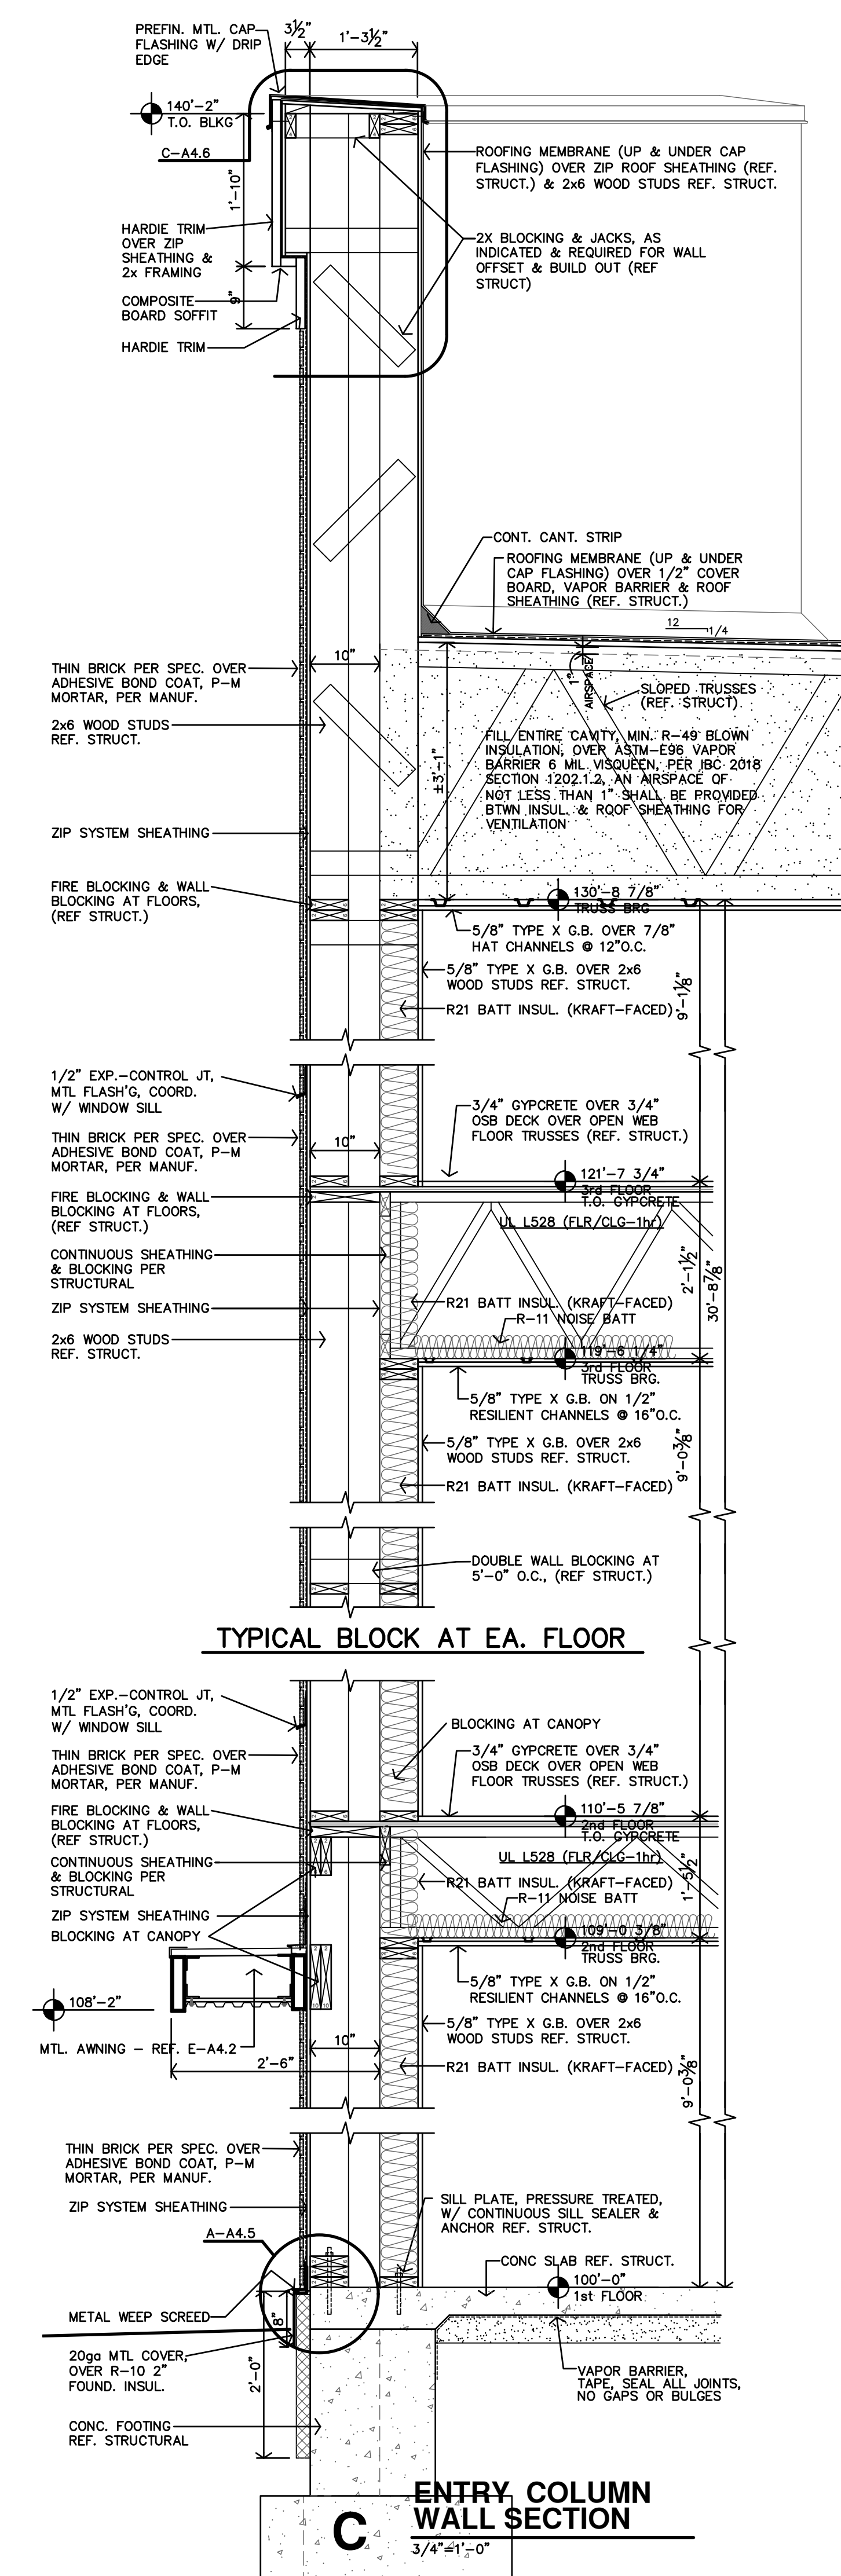 PREFIN. MTL. CAP
FLASHING W/ DRIP
EDGE
3½"
1'-3½"
140'-2"
T.O. BLKG
C-A4.6
1'-10"
ROOFING MEMBRANE (UP & UNDER CAP
FLASHING) OVER ZIP ROOF SHEATHING (REF.
STRUCT.) & 2x6 WOOD STUDS REF. STRUCT.
HARDIE TRIM
OVER ZIP
SHEATHING &
2x FRAMING
2X BLOCKING & JACKS, AS
INDICATED & REQUIRED FOR WALL
OFFSET & BUILD OUT (REF
STRUCT)
COMPOSITE
BOARD SOFFIT
9"
HARDIE TRIM
CONT. CANT. STRIP
ROOFING MEMBRANE (UP & UNDER
CAP FLASHING) OVER 1/2" COVER
BOARD, VAPOR BARRIER & ROOF
SHEATHING (REF. STRUCT.)
12
1/4
THIN BRICK PER SPEC. OVER
ADHESIVE BOND COAT, P-M
MORTAR, PER MANUF.
10"
1"
AIRSPACE
SLOPED TRUSSES
(REF. STRUCT)
2x6 WOOD STUDS
REF. STRUCT.
±3'-1"
FILL ENTIRE CAVITY, MIN. R-49 BLOWN
INSULATION, OVER ASTM-E96 VAPOR
BARRIER 6 MIL VISQUEEN, PER IBC 2018
SECTION 1202.1.2, AN AIRSPACE OF
NOT LESS THAN 1" SHALL BE PROVIDED
BTWN INSUL. & ROOF SHEATHING FOR
VENTILATION
ZIP SYSTEM SHEATHING
FIRE BLOCKING & WALL
BLOCKING AT FLOORS,
(REF STRUCT.)
130'-8 7/8"
TRUSS BRG
5/8" TYPE X G.B. OVER 7/8"
HAT CHANNELS @ 12"O.C.
5/8" TYPE X G.B. OVER 2x6
WOOD STUDS REF. STRUCT.
R21 BATT INSUL. (KRAFT-FACED)
9'-1⅛"
1/2" EXP.-CONTROL JT,
MTL FLASH'G, COORD.
W/ WINDOW SILL
THIN BRICK PER SPEC. OVER
ADHESIVE BOND COAT, P-M
MORTAR, PER MANUF.
10"
3/4" GYPCRETE OVER 3/4"
OSB DECK OVER OPEN WEB
FLOOR TRUSSES (REF. STRUCT.)
121'-7 3/4"
3rd FLOOR
T.O. GYPCRETE
FIRE BLOCKING & WALL
BLOCKING AT FLOORS,
(REF STRUCT.)
UL L528 (FLR/CLG-1hr)
CONTINUOUS SHEATHING
& BLOCKING PER
STRUCTURAL
2'-1½"
30'-8⅞"
ZIP SYSTEM SHEATHING
R21 BATT INSUL. (KRAFT-FACED)
R-11 NOISE BATT
2x6 WOOD STUDS
REF. STRUCT.
119'-6 1/4"
3rd FLOOR
TRUSS BRG.
5/8" TYPE X G.B. ON 1/2"
RESILIENT CHANNELS @ 16"O.C.
5/8" TYPE X G.B. OVER 2x6
WOOD STUDS REF. STRUCT.
R21 BATT INSUL. (KRAFT-FACED)
9'-0⅜"
DOUBLE WALL BLOCKING AT
5'-0" O.C., (REF STRUCT.)
TYPICAL BLOCK AT EA. FLOOR
1/2" EXP.-CONTROL JT,
MTL FLASH'G, COORD.
W/ WINDOW SILL
BLOCKING AT CANOPY
THIN BRICK PER SPEC. OVER
ADHESIVE BOND COAT, P-M
MORTAR, PER MANUF.
3/4" GYPCRETE OVER 3/4"
OSB DECK OVER OPEN WEB
FLOOR TRUSSES (REF. STRUCT.)
FIRE BLOCKING & WALL
BLOCKING AT FLOORS,
(REF STRUCT.)
110'-5 7/8"
2nd FLOOR
T.O. GYPCRETE
CONTINUOUS SHEATHING
& BLOCKING PER
STRUCTURAL
UL L528 (FLR/CLG-1hr)
R21 BATT INSUL. (KRAFT-FACED)
R-11 NOISE BATT
1'-5½"
ZIP SYSTEM SHEATHING
BLOCKING AT CANOPY
109'-0 3/8"
2nd FLOOR
TRUSS BRG.
5/8" TYPE X G.B. ON 1/2"
RESILIENT CHANNELS @ 16"O.C.
108'-2"
5/8" TYPE X G.B. OVER 2x6
WOOD STUDS REF. STRUCT.
MTL. AWNING - REF. E-A4.2
10"
2'-6"
R21 BATT INSUL. (KRAFT-FACED)
9'-0⅜"
THIN BRICK PER SPEC. OVER
ADHESIVE BOND COAT, P-M
MORTAR, PER MANUF.
ZIP SYSTEM SHEATHING
SILL PLATE, PRESSURE TREATED,
W/ CONTINUOUS SILL SEALER &
ANCHOR REF. STRUCT.
A-A4.5
CONC SLAB REF. STRUCT.
100'-0"
1st FLOOR
METAL WEEP SCREED
8"
20ga MTL COVER,
OVER R-10 2"
FOUND. INSUL.
2'-0"
VAPOR BARRIER,
TAPE, SEAL ALL JOINTS,
NO GAPS OR BULGES
CONC. FOOTING
REF. STRUCTURAL
C
ENTRY COLUMN
WALL SECTION
3/4"=1'-0"